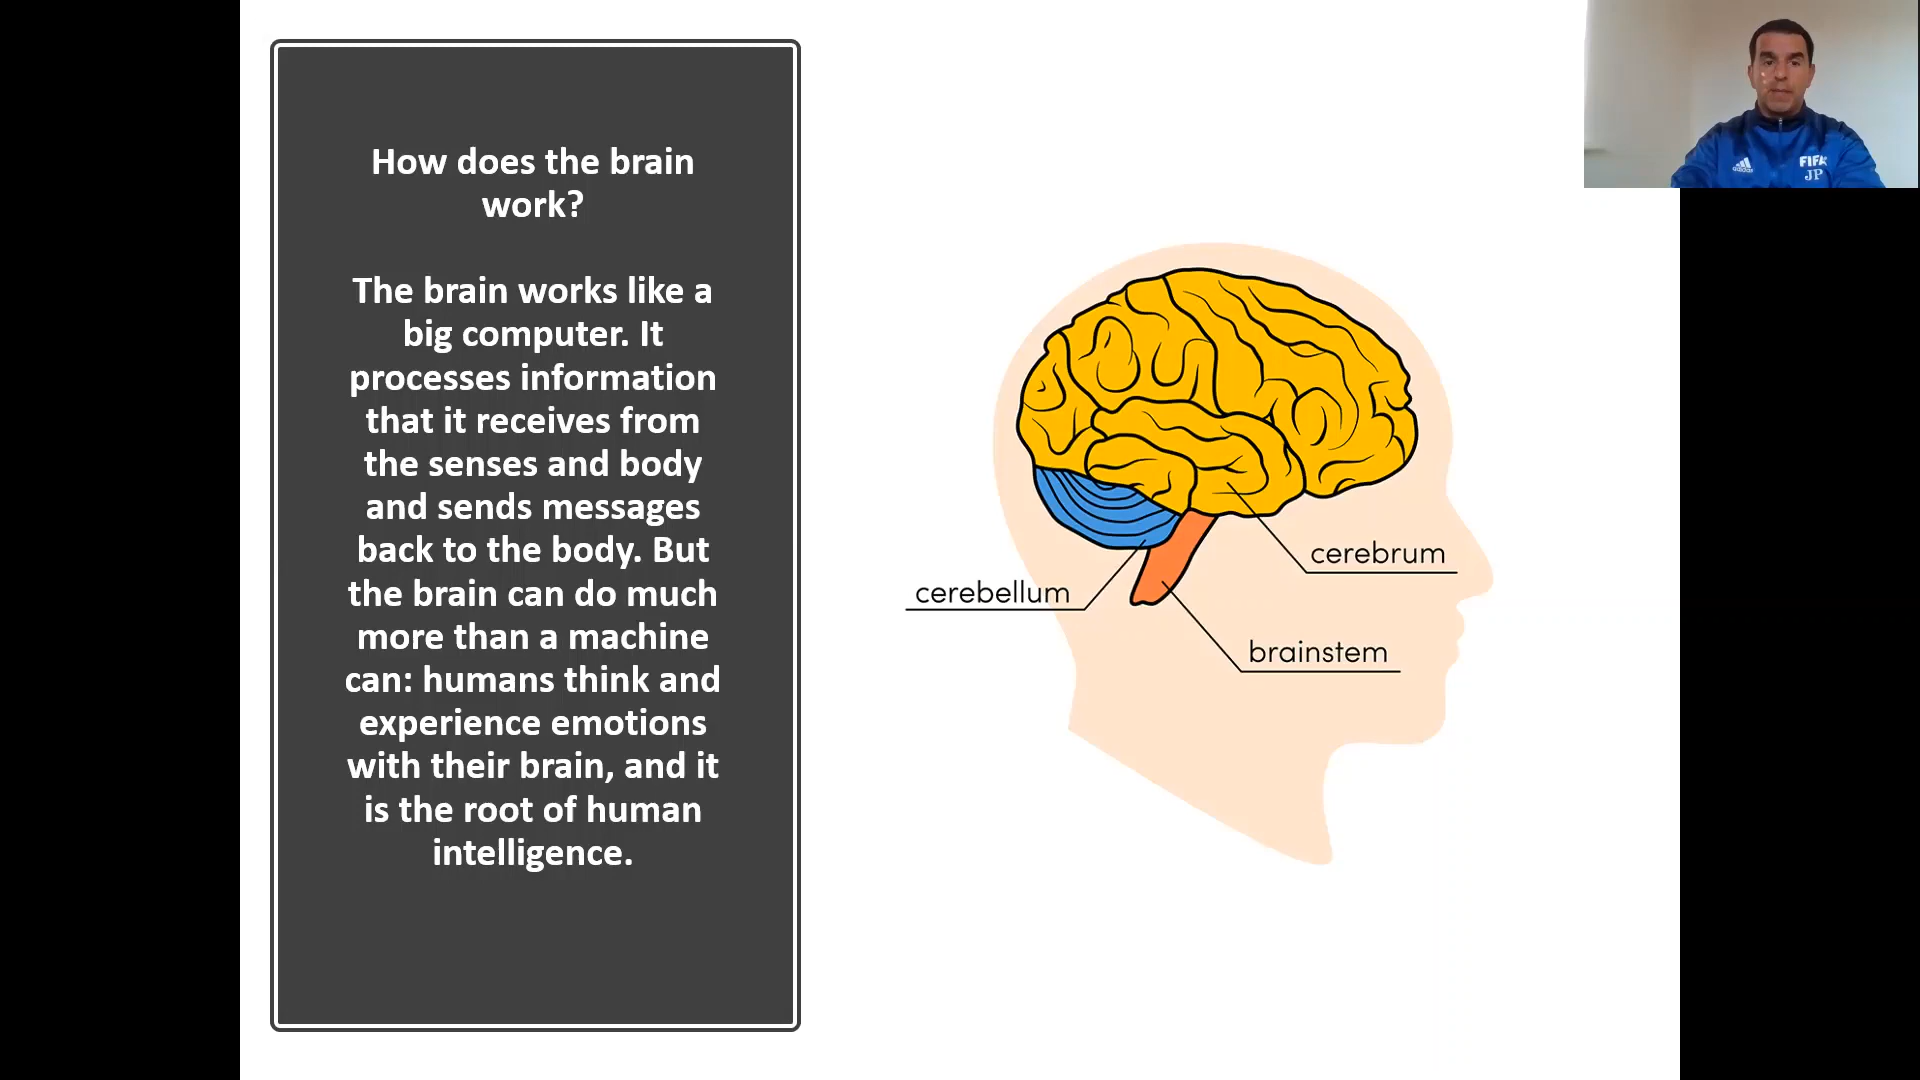 How does the brain
work?
The brain works like a
big computer. It
processes information
that it receives from
the senses and body
and sends messages
back to the body. But
the brain can do much
more than a machine
can: humans think and
experience emotions
with their brain, and it
is the root of human
intelligence.
cerebrum
cerebellum
brainstem
adidas
FIFA
JP